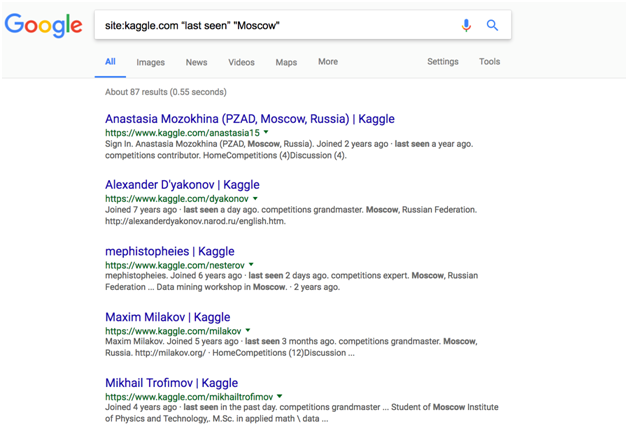 Google
site:kaggle.com “last seen” "Moscow"
All Images News Videos Maps More Settings Tools
About 87 results (0.55 seconds)
Anastasia Mozokhina (PZAD, Moscow, Russia) | Kaggle
https://www.kaggle.com/anastasia15
Sign In. Anastasia Mozokhina (PZAD, Moscow, Russia). Joined 2 years ago · last seen a year ago.
competitions contributor. HomeCompetitions (4)Discussion (4).
Alexander D'yakonov | Kaggle
https://www.kaggle.com/dyakonov
Joined 7 years ago · last seen a day ago. competitions grandmaster. Moscow, Russian Federation.
http://alexanderdyakonov.narod.ru/english.htm.
mephistopheies | Kaggle
https://www.kaggle.com/nesterov
mephistopheies. Joined 6 years ago · last seen 2 days ago. competitions expert. Moscow, Russian
Federation ... Data mining workshop in Moscow. · 2 years ago.
Maxim Milakov | Kaggle
https://www.kaggle.com/milakov
Maxim Milakov. Joined 5 years ago · last seen 3 months ago. competitions grandmaster. Moscow,
Russia. http://milakov.org/ · HomeCompetitions (12)Discussion ...
Mikhail Trofimov | Kaggle
https://www.kaggle.com/mikhailtrofimov
Joined 4 years ago · last seen in the past day. competitions grandmaster ... Student of Moscow Institute
of Physics and Technology,. M.Sc. in applied math \ data ...